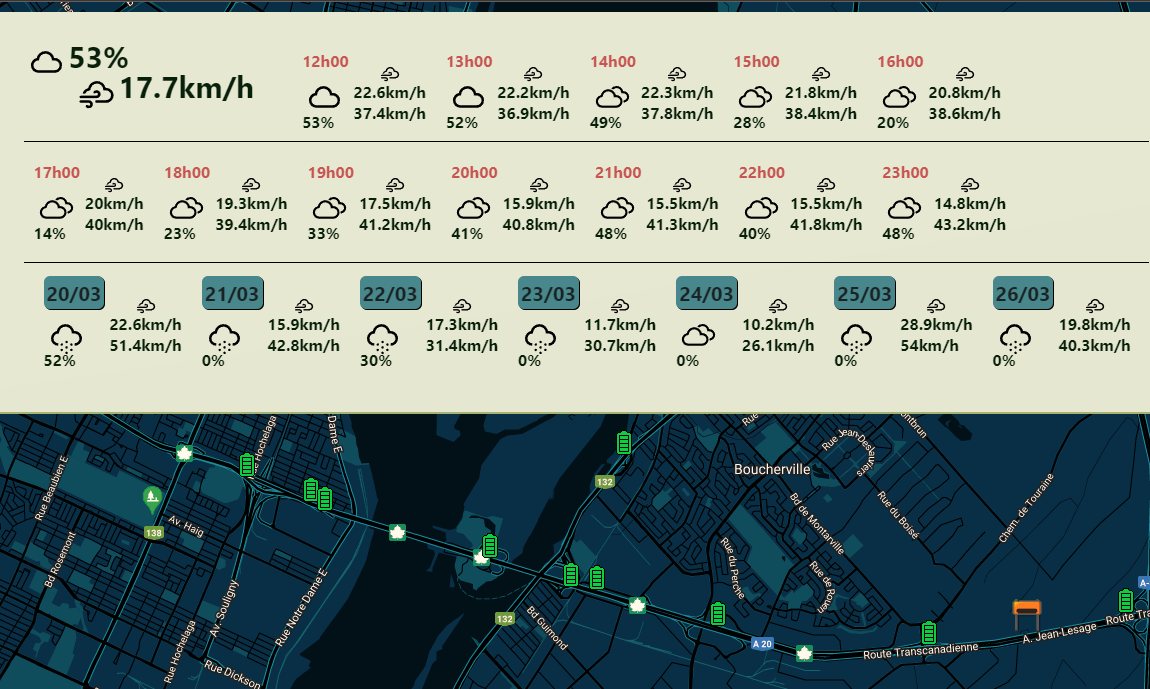 53%
17.7km/h
12h00
22.6km/h
37.4km/h
53%
13h00
22.2km/h
36.9km/h
52%
14h00
22.3km/h
37.8km/h
49%
15h00
21.8km/h
38.4km/h
28%
16h00
20.8km/h
38.6km/h
20%
17h00
20km/h
40km/h
14%
18h00
19.3km/h
39.4km/h
23%
19h00
17.5km/h
41.2km/h
33%
20h00
15.9km/h
40.8km/h
41%
21h00
15.5km/h
41.3km/h
48%
22h00
15.5km/h
41.8km/h
40%
23h00
14.8km/h
43.2km/h
48%
20/03
22.6km/h
51.4km/h
52%
21/03
15.9km/h
42.8km/h
0%
22/03
17.3km/h
31.4km/h
30%
23/03
11.7km/h
30.7km/h
0%
24/03
10.2km/h
26.1km/h
0%
25/03
28.9km/h
54km/h
0%
26/03
19.8km/h
40.3km/h
0%
Rue Beaubien E
Hochelaga
Dame E
138
Av. Haig
Bd Rosemont
Av. Souligny
Rue Notre Dame E
Rue Hochelaga
Rue Dickson
132
Boucherville
Rue Jean-Deslauriers
Rue du Boisé
Chem. de Touraine
Bd de Montarville
Rue du Perche
Rue de Rouen
132
Bd Guimond
A 20
Route Transcanadienne
A. Jean-Lesage
Route Tra
A-